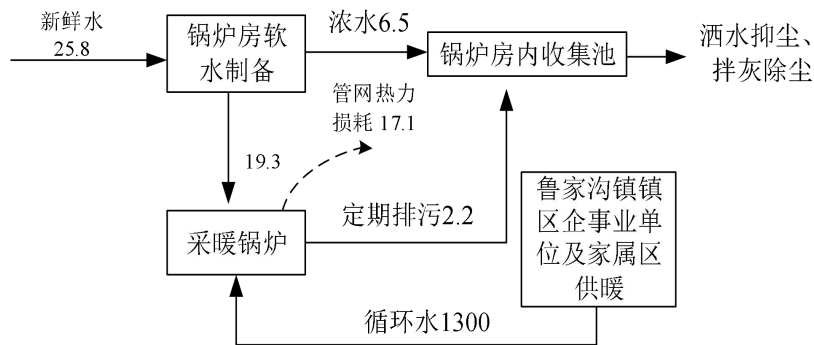 新鲜水
25.8
锅炉房软
水制备
浓水6.5
锅炉房内收集池
洒水抑尘、
拌灰除尘
管网热力
损耗 17.1
19.3
采暖锅炉
定期排污2.2
鲁家沟镇镇
区企事业单
位及家属区
供暖
循环水1300